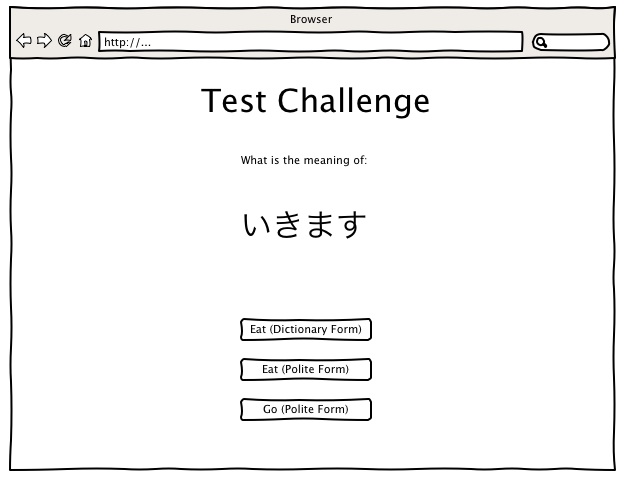 Browser
http://...
Test Challenge
What is the meaning of:
いきます
Eat (Dictionary Form)
Eat (Polite Form)
Go (Polite Form)